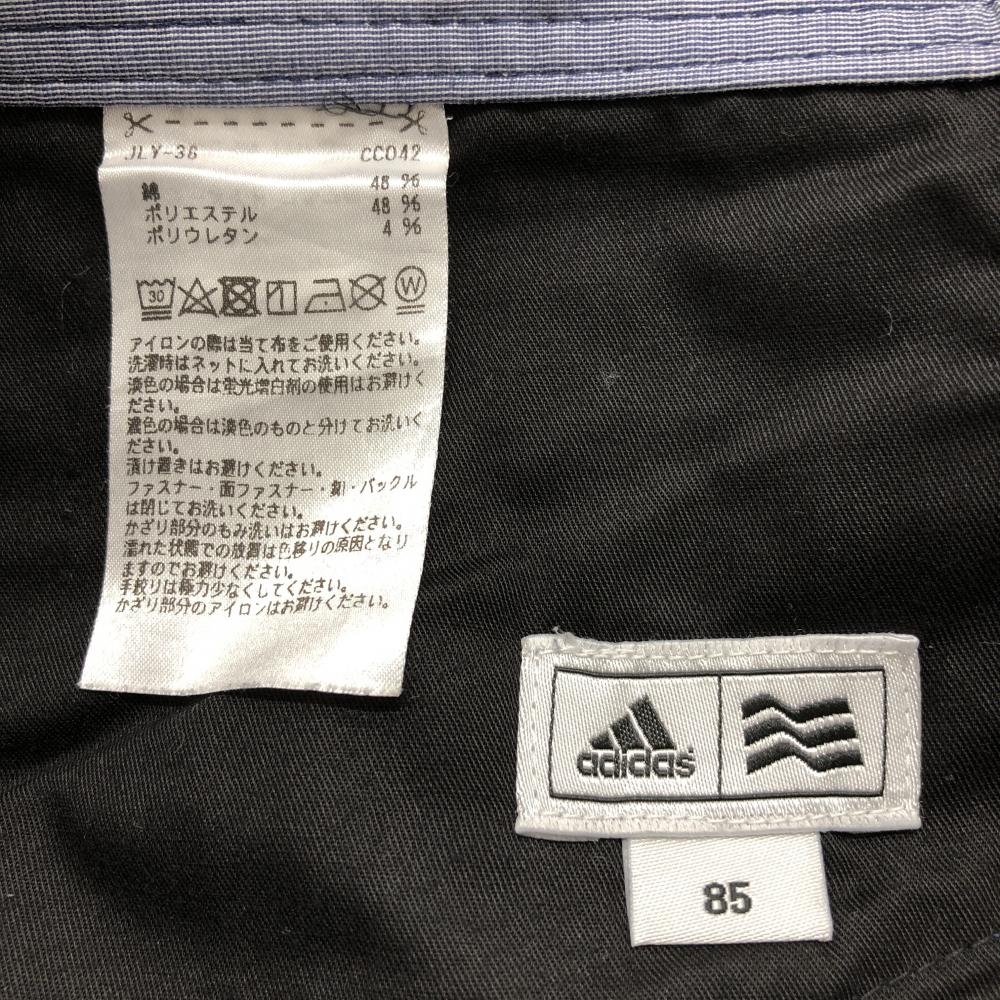 JLY-36 CC042
綿 48 %
ポリエステル 48 %
ポリウレタン 4 %
30 W
アイロンの際は当て布をご使用ください。
洗濯時はネットに入れてお洗いください。
淡色の場合は蛍光増白剤の使用はお避けく
ださい。
濃色の場合は淡色のものと分けてお洗いく
ださい。
漬け置きはお避けください。
ファスナー・面ファスナー・釦・バックル
は閉じてお洗いください。
かざり部分のもみ洗いはお避けください。
濡れた状態での放置は色移りの原因となり
ますのでお避けください。
手絞りは極力少なくしてください。
かざり部分のアイロンはお避けください。
adidas
85